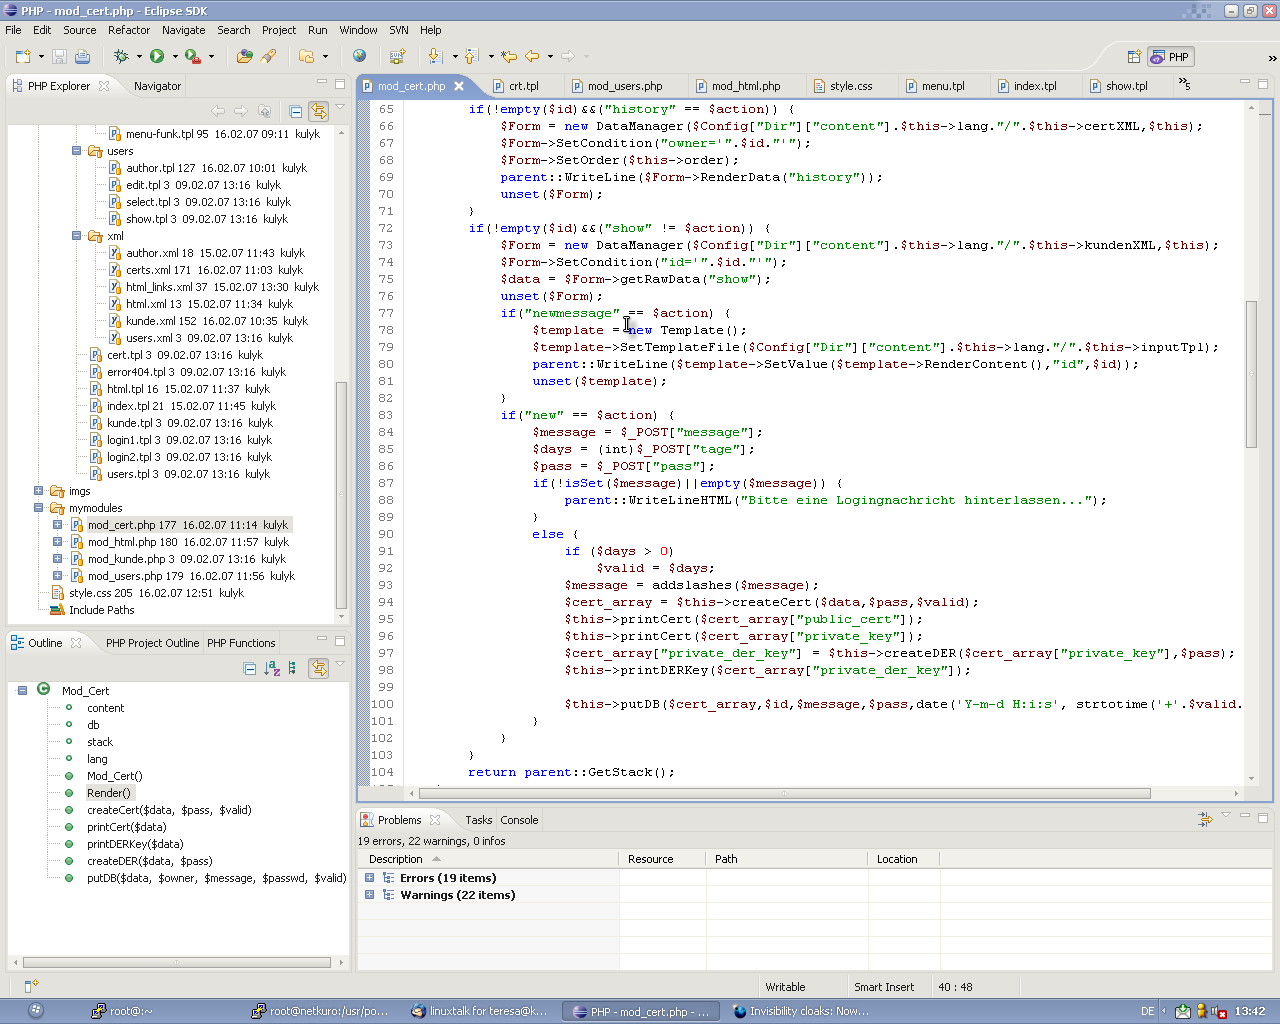 PHP - mod_cert.php - Eclipse SDK
File Edit Source Refactor Navigate Search Project Run Window SVN Help
PHP
PHP Explorer Navigator
menu-funk.tpl 95 16.02.07 09:11 kulyk
users
author.tpl 127 16.02.07 10:01 kulyk
edit.tpl 3 09.02.07 13:16 kulyk
select.tpl 3 09.02.07 13:16 kulyk
show.tpl 3 09.02.07 13:16 kulyk
xml
author.xml 18 15.02.07 11:43 kulyk
certs.xml 171 16.02.07 11:03 kulyk
html_links.xml 37 15.02.07 13:30 kulyk
html.xml 13 15.02.07 11:34 kulyk
kunde.xml 152 16.02.07 10:35 kulyk
users.xml 3 09.02.07 13:16 kulyk
cert.tpl 3 09.02.07 13:16 kulyk
error404.tpl 3 09.02.07 13:16 kulyk
html.tpl 16 15.02.07 11:37 kulyk
index.tpl 21 15.02.07 11:45 kulyk
kunde.tpl 3 09.02.07 13:16 kulyk
login1.tpl 3 09.02.07 13:16 kulyk
login2.tpl 3 09.02.07 13:16 kulyk
users.tpl 3 09.02.07 13:16 kulyk
imgs
mymodules
mod_cert.php 177 16.02.07 11:14 kulyk
mod_html.php 180 16.02.07 11:57 kulyk
mod_kunde.php 3 09.02.07 13:16 kulyk
mod_users.php 179 16.02.07 11:56 kulyk
style.css 205 16.02.07 12:51 kulyk
Include Paths
Outline PHP Project Outline PHP Functions
Mod_Cert
content
db
stack
lang
Mod_Cert()
Render()
createCert($data, $pass, $valid)
printCert($data)
printDERKey($data)
createDER($data, $pass)
putDB($data, $owner, $message, $passwd, $valid)
mod_cert.php crt.tpl mod_users.php mod_html.php style.css menu.tpl index.tpl show.tpl »5
65 if(!empty($id)&&("history" == $action)) {
66 $Form = new DataManager($Config["Dir"]["content"].$this->lang."/".$this->certXML,$this);
67 $Form->SetCondition("owner='".$id."'");
68 $Form->SetOrder($this->order);
69 parent::WriteLine($Form->RenderData("history"));
70 unset($Form);
71 }
72 if(!empty($id)&&("show" != $action)) {
73 $Form = new DataManager($Config["Dir"]["content"].$this->lang."/".$this->kundenXML,$this);
74 $Form->SetCondition("id='".$id."'");
75 $data = $Form->getRawData("show");
76 unset($Form);
77 if("newmessage" == $action) {
78 $template = new Template();
79 $template->SetTemplateFile($Config["Dir"]["content"].$this->lang."/".$this->inputTpl);
80 parent::WriteLine($template->SetValue($template->RenderContent(),"id",$id));
81 unset($template);
82 }
83 if("new" == $action) {
84 $message = $_POST["message"];
85 $days = (int)$_POST["tage"];
86 $pass = $_POST["pass"];
87 if(!isSet($message)||empty($message)) {
88 parent::WriteLineHTML("Bitte eine Logingnachricht hinterlassen...");
89 }
90 else {
91 if ($days > 0)
92 $valid = $days;
93 $message = addslashes($message);
94 $cert_array = $this->createCert($data,$pass,$valid);
95 $this->printCert($cert_array["public_cert"]);
96 $this->printCert($cert_array["private_key"]);
97 $cert_array["private_der_key"] = $this->createDER($cert_array["private_key"],$pass);
98 $this->printDERKey($cert_array["private_der_key"]);
99
100 $this->putDB($cert_array,$id,$message,$pass,date('Y-m-d H:i:s', strtotime('+'.$valid.
101 }
102 }
103 }
104 return parent::GetStack();
Problems Tasks Console
19 errors, 22 warnings, 0 infos
Description Resource Path Location
Errors (19 items)
Warnings (22 items)
Writable Smart Insert 40 : 48
root@:~ root@netkuro:/usr/po... linuxtalk for teresa@k... PHP - mod_cert.php - ... Invisibility cloaks: Now... DE 13:42